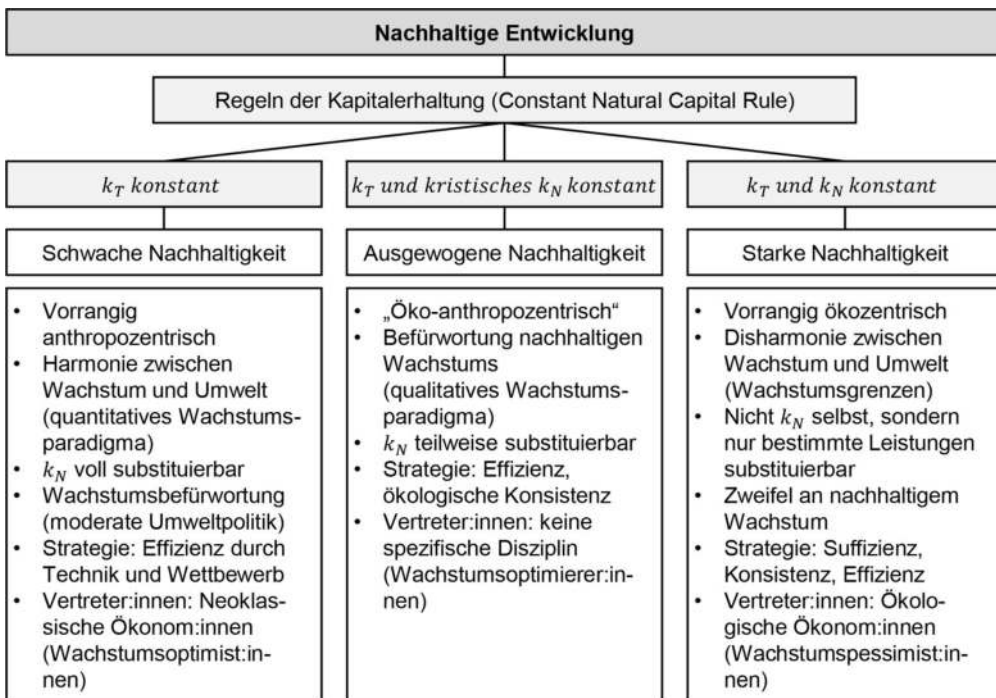 Nachhaltige Entwicklung
Regeln der Kapitalerhaltung (Constant Natural Capital Rule)
k_T konstant
k_T und kristisches k_N konstant
k_T und k_N konstant
Schwache Nachhaltigkeit
Ausgewogene Nachhaltigkeit
Starke Nachhaltigkeit
• Vorrangig
anthropozentrisch
• Harmonie zwischen
Wachstum und Umwelt
(quantitatives Wachstums-
paradigma)
• k_N voll substituierbar
• Wachstumsbefürwortung
(moderate Umweltpolitik)
• Strategie: Effizienz durch
Technik und Wettbewerb
• Vertreter:innen: Neoklas-
sische Ökonom:innen
(Wachstumsoptimist:in-
nen)
• „Öko-anthropozentrisch“
• Befürwortung nachhaltigen
Wachstums
(qualitatives Wachstums-
paradigma)
• k_N teilweise substituierbar
• Strategie: Effizienz,
ökologische Konsistenz
• Vertreter:innen: keine
spezifische Disziplin
(Wachstumsoptimierer:in-
nen)
• Vorrangig ökozentrisch
• Disharmonie zwischen
Wachstum und Umwelt
(Wachstumsgrenzen)
• Nicht k_N selbst, sondern
nur bestimmte Leistungen
substituierbar
• Zweifel an nachhaltigem
Wachstum
• Strategie: Suffizienz,
Konsistenz, Effizienz
• Vertreter:innen: Ökolo-
gische Ökonom:innen
(Wachstumspessimist:in-
nen)